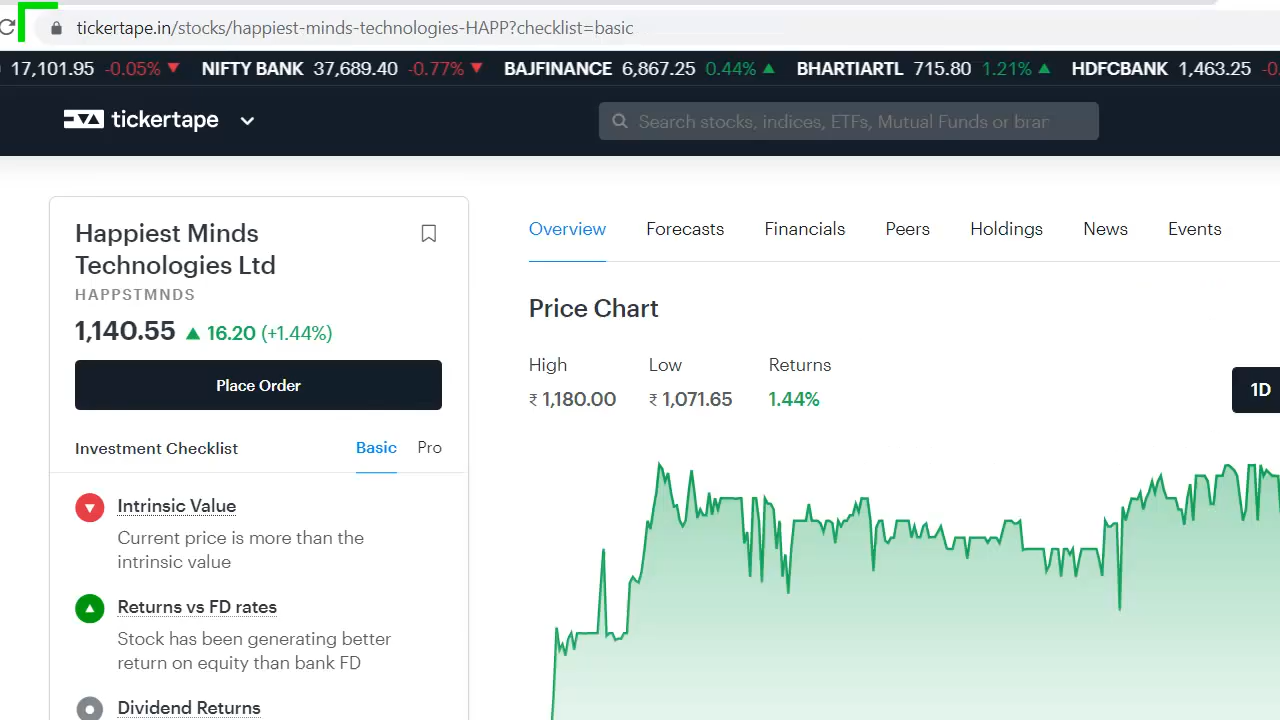 tickertape.in/stocks/happiest-minds-technologies-HAPP?checklist=basic
17,101.95 -0.05% ▼ NIFTY BANK 37,689.40 -0.77% ▼ BAJFINANCE 6,867.25 0.44% ▲ BHARTIARTL 715.80 1.21% ▲ HDFCBANK 1,463.25 -0
tickertape
Search stocks, indices, ETFs, Mutual Funds or brar
Happiest Minds
Technologies Ltd
HAPPSTMNDS
1,140.55 ▲ 16.20 (+1.44%)
Place Order
Investment Checklist Basic Pro
Intrinsic Value
Current price is more than the
intrinsic value
Returns vs FD rates
Stock has been generating better
return on equity than bank FD
Dividend Returns
Overview Forecasts Financials Peers Holdings News Events
Price Chart
High Low Returns
₹ 1,180.00 ₹ 1,071.65 1.44%
1D